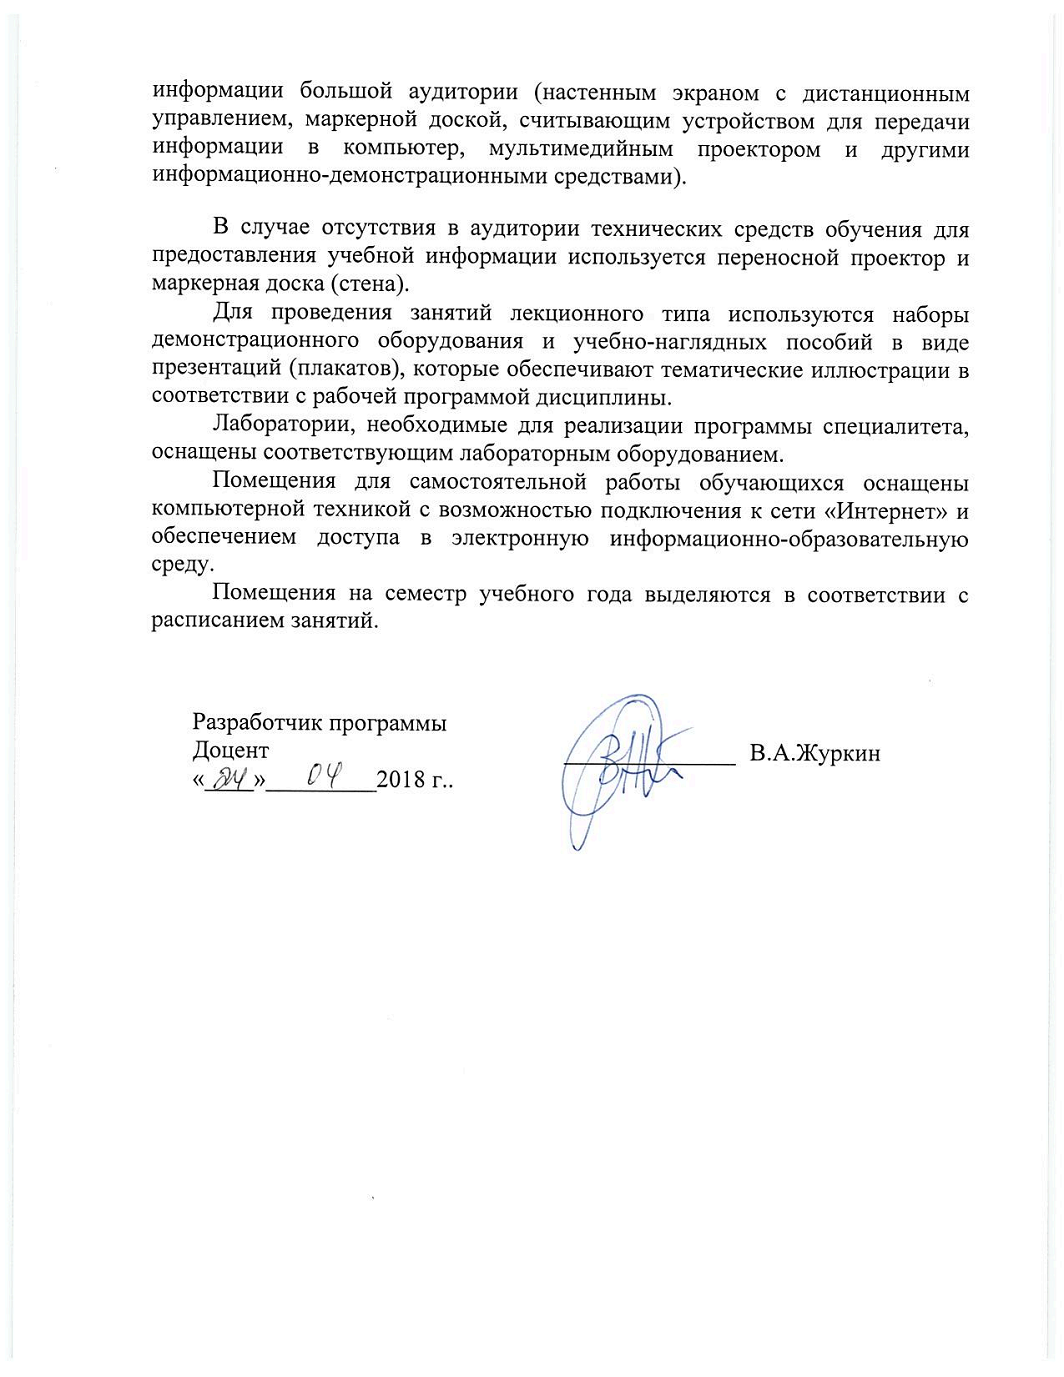 информации большой аудитории (настенным экраном с дистанционным
управлением, маркерной доской, считывающим устройством для передачи
информации в компьютер, мультимедийным проектором и другими
информационно-демонстрационными средствами).
В случае отсутствия в аудитории технических средств обучения для
предоставления учебной информации используется переносной проектор и
маркерная доска (стена).
Для проведения занятий лекционного типа используются наборы
демонстрационного оборудования и учебно-наглядных пособий в виде
презентаций (плакатов), которые обеспечивают тематические иллюстрации в
соответствии с рабочей программой дисциплины.
Лаборатории, необходимые для реализации программы специалитета,
оснащены соответствующим лабораторным оборудованием.
Помещения для самостоятельной работы обучающихся оснащены
компьютерной техникой с возможностью подключения к сети «Интернет» и
обеспечением доступа в электронную информационно-образовательную
среду.
Помещения на семестр учебного года выделяются в соответствии с
расписанием занятий.
Разработчик программы
Доцент
В.А.Журкин
«24» 04 2018 г..